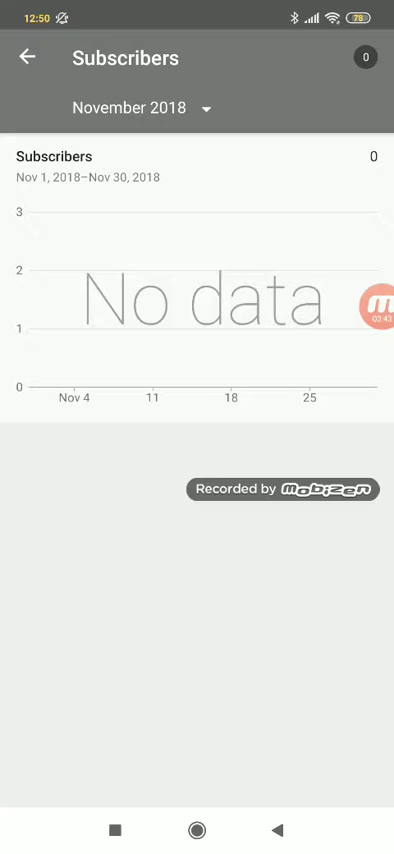 12:50 78
Subscribers 0
November 2018
Subscribers 0
Nov 1, 2018–Nov 30, 2018
3
2
No data
03:43
1
0
Nov 4 11 18 25
Recorded by mobizen